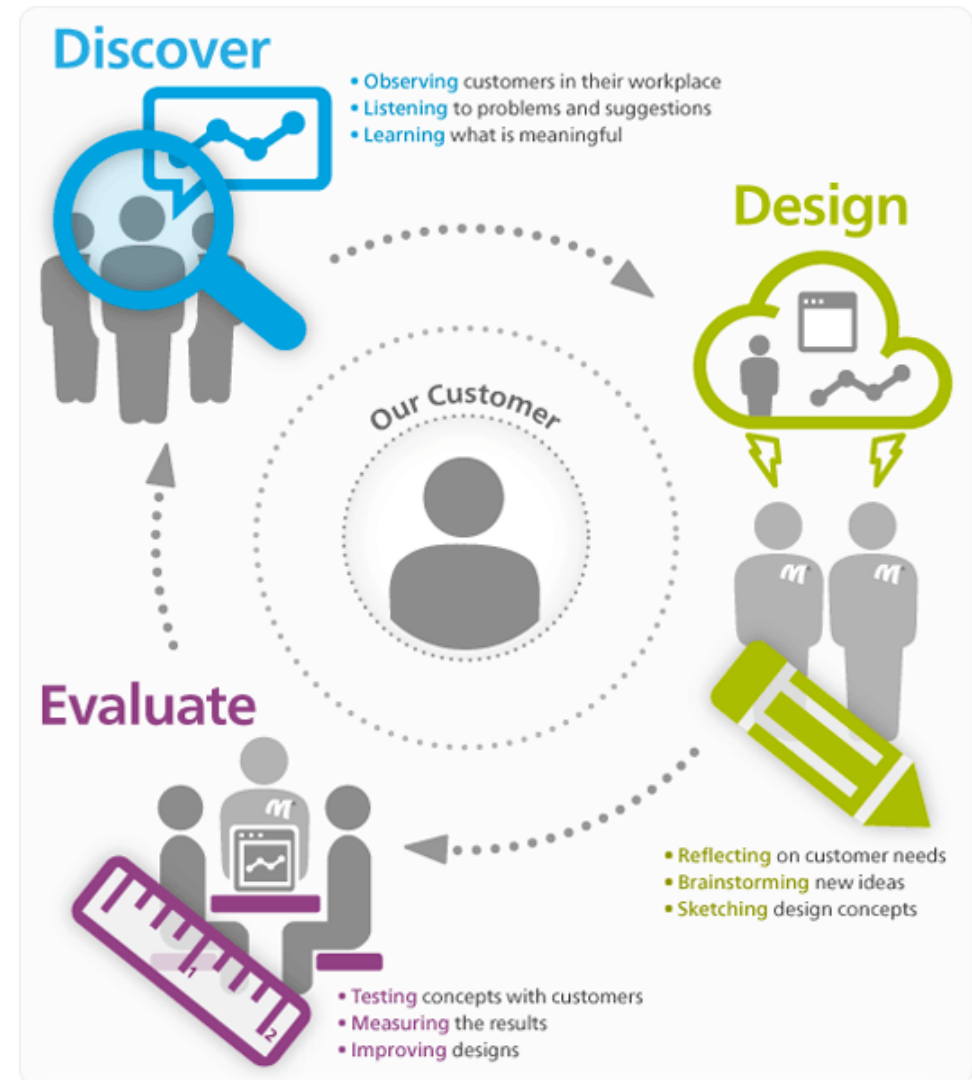 Discover
• Observing customers in their workplace
• Listening to problems and suggestions
• Learning what is meaningful
Design
Our Customer
M
M
• Reflecting on customer needs
• Brainstorming new ideas
• Sketching design concepts
Evaluate
M
1
2
• Testing concepts with customers
• Measuring the results
• Improving designs